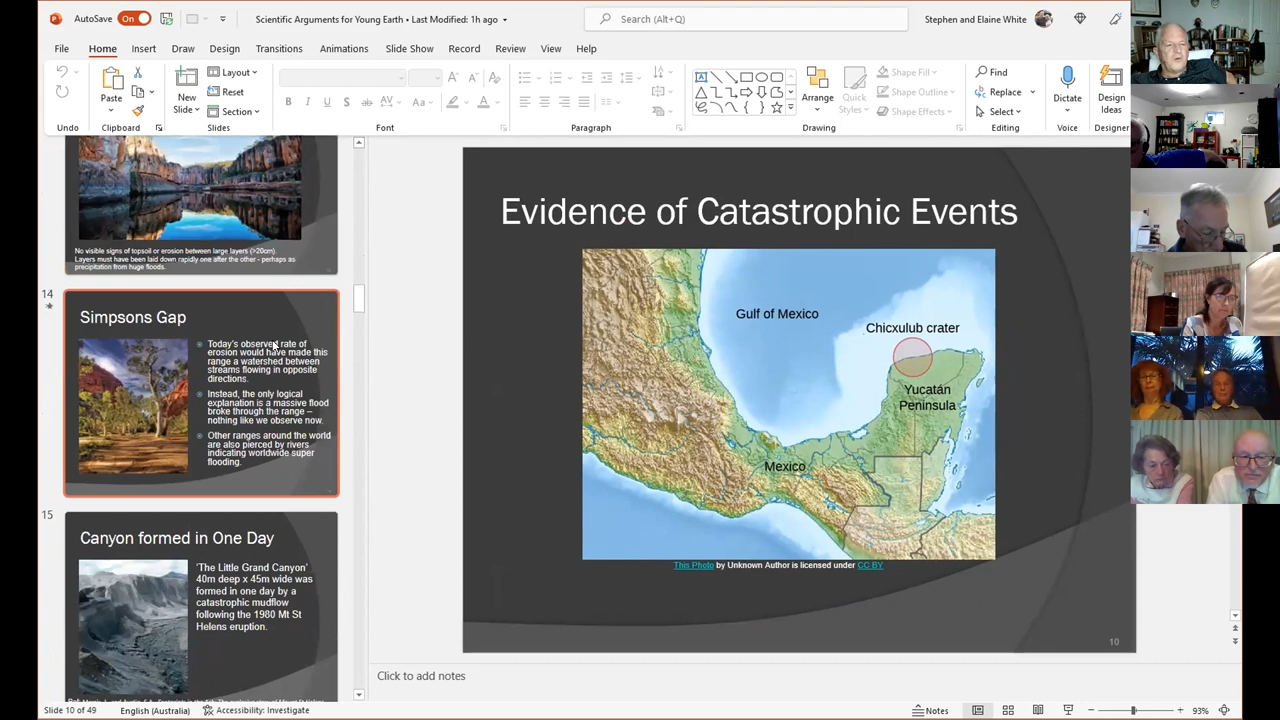 AutoSave On
Scientific Arguments for Young Earth • Last Modified: 1h ago
Search (Alt+Q)
Stephen and Elaine White
File Home Insert Draw Design Transitions Animations Slide Show Record Review View Help
Paste
New
Slide
Layout
Reset
Section
B I U S ab AV Aa A
Arrange
Quick
Styles
Shape Fill
Shape Outline
Shape Effects
Find
Replace
Select
Dictate
Design
Ideas
Undo Clipboard Slides Font Paragraph Drawing Editing Voice Designer
No visible signs of topsoil or erosion between large layers (>20cm).
Layers must have been laid down rapidly one after the other - perhaps as
precipitation from huge floods.
14
Simpsons Gap
Today's observed rate of
erosion would have made this
range a watershed between
streams flowing in opposite
directions.
Instead, the only logical
explanation is a massive flood
broke through the range –
nothing like we observe now.
Other ranges around the world
are also pierced by rivers
indicating worldwide super
flooding.
15
Canyon formed in One Day
'The Little Grand Canyon'
40m deep x 45m wide was
formed in one day by a
catastrophic mudflow
following the 1980 Mt St
Helens eruption.
Evidence of Catastrophic Events
Gulf of Mexico
Chicxulub crater
Yucatán
Peninsula
Mexico
This Photo by Unknown Author is licensed under CC BY
10
Click to add notes
Slide 10 of 49
English (Australia)
Accessibility: Investigate
Notes
93%